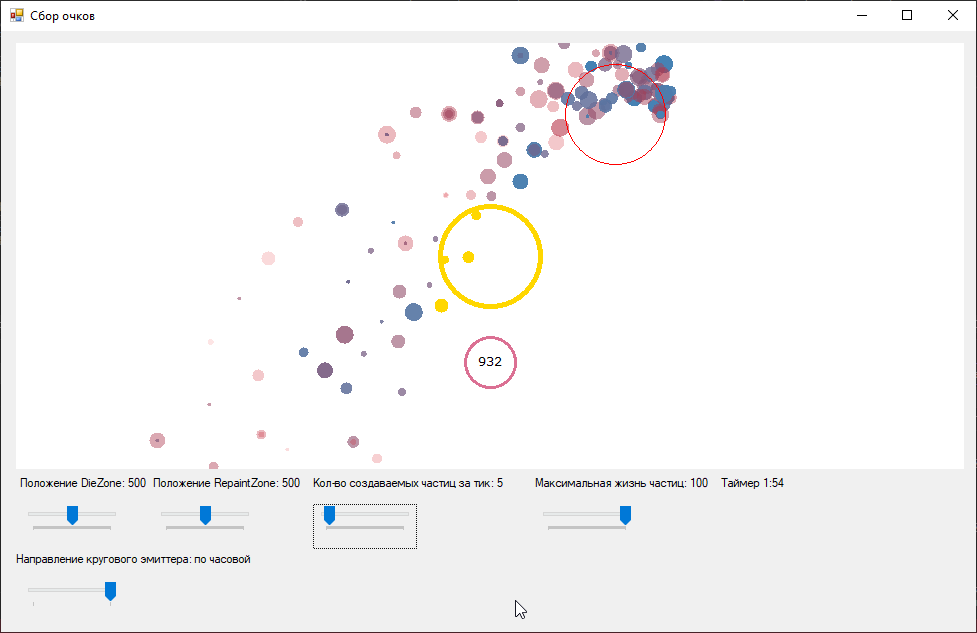 Сбор очков
932
Положение DieZone: 500 Положение RepaintZone: 500 Кол-во создаваемых частиц за тик: 5 Максимальная жизнь частиц: 100 Таймер 1:54
Направление кругового эмиттера: по часовой